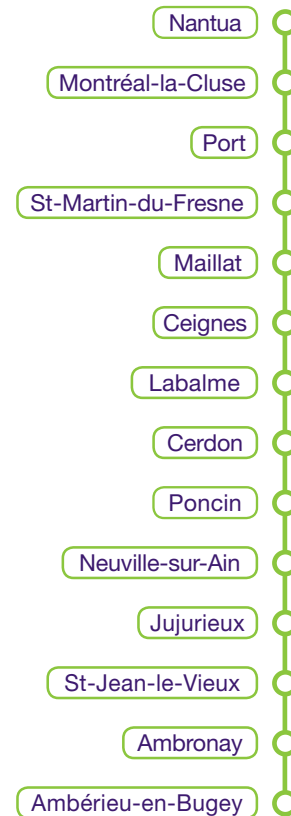 Nantua
Montréal-la-Cluse
Port
St-Martin-du-Fresne
Maillat
Ceignes
Labalme
Cerdon
Poncin
Neuville-sur-Ain
Jujurieux
St-Jean-le-Vieux
Ambronay
Ambérieu-en-Bugey